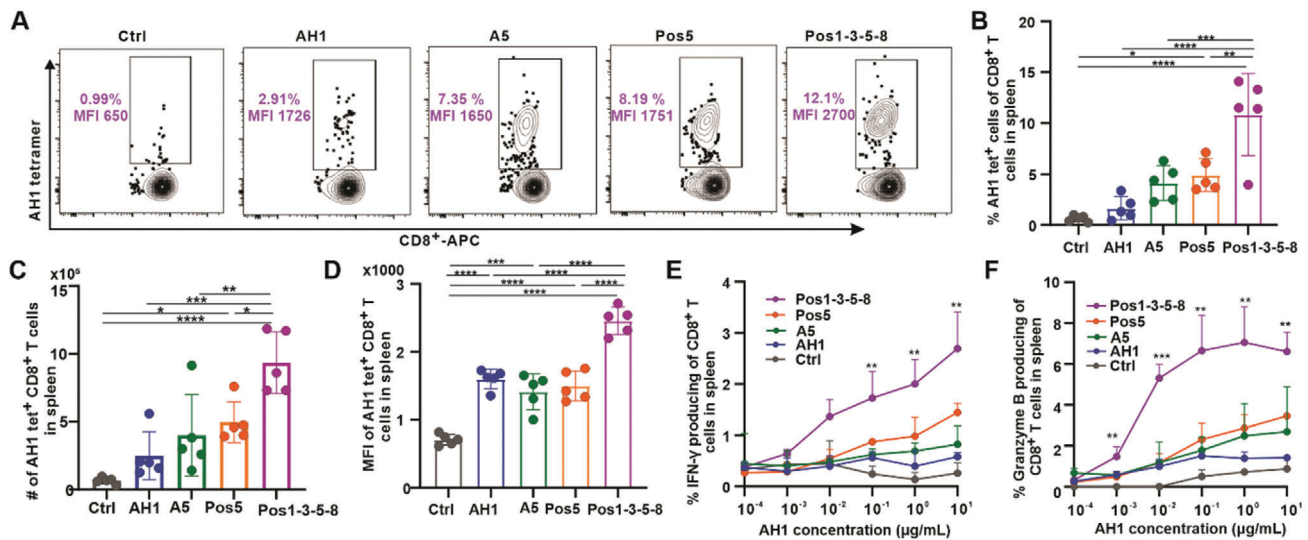 A
Ctrl
AH1
A5
Pos5
Pos1-3-5-8
0.99%
MFI 650
2.91%
MFI 1726
7.35 %
MFI 1650
8.19 %
MFI 1751
12.1%
MFI 2700
AH1 tetramer
CD8⁺-APC
B
% AH1 tet⁺ cells of CD8⁺ T
cells in spleen
20
15
10
5
0
***
****
*
**
****
Ctrl AH1 A5 Pos5 Pos1-3-5-8
C
x10⁵
# of AH1 tet⁺ CD8⁺ T cells
in spleen
15
10
5
0
**
***
*
*
****
Ctrl AH1 A5 Pos5 Pos1-3-5-8
D
x1000
MFI of AH1 tet⁺ CD8⁺ T
cells in spleen
3
2
1
0
***
****
****
****
****
****
****
Ctrl AH1 A5 Pos5 Pos1-3-5-8
E
% IFN-γ producing of CD8⁺ T
cells in spleen
4
3
2
1
0
Pos1-3-5-8
Pos5
A5
AH1
Ctrl
**
**
**
10⁻⁴ 10⁻³ 10⁻² 10⁻¹ 10⁰ 10¹
AH1 concentration (µg/mL)
F
% Granzyme B producing of
CD8⁺ T cells in spleen
10
8
6
4
2
0
Pos1-3-5-8
Pos5
A5
AH1
Ctrl
**
***
**
**
**
10⁻⁴ 10⁻³ 10⁻² 10⁻¹ 10⁰ 10¹
AH1 concentration (µg/mL)